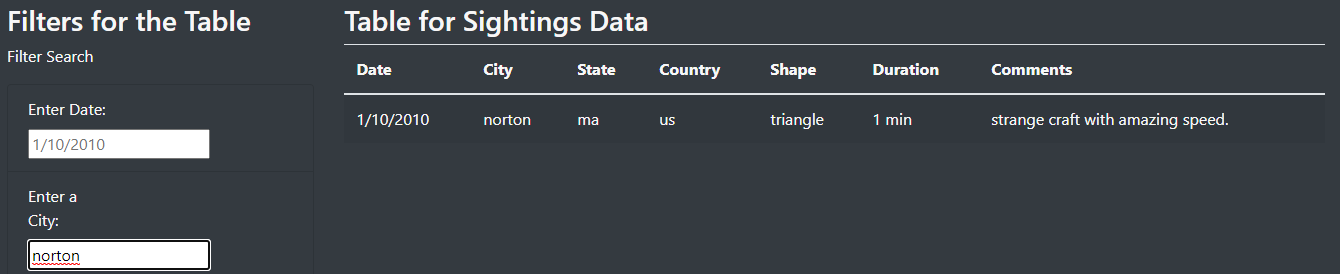 Filters for the Table
Filter Search
Enter Date:
1/10/2010
Enter a
City:
norton
Table for Sightings Data
Date City State Country Shape Duration Comments
1/10/2010 norton ma us triangle 1 min strange craft with amazing speed.